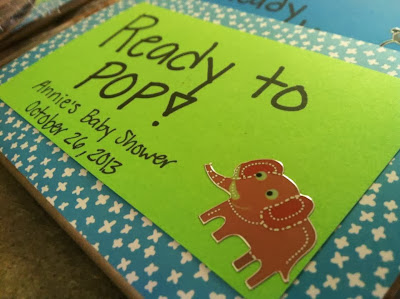 Ready to
POP!
Annie's Baby Shower
October 26, 2013